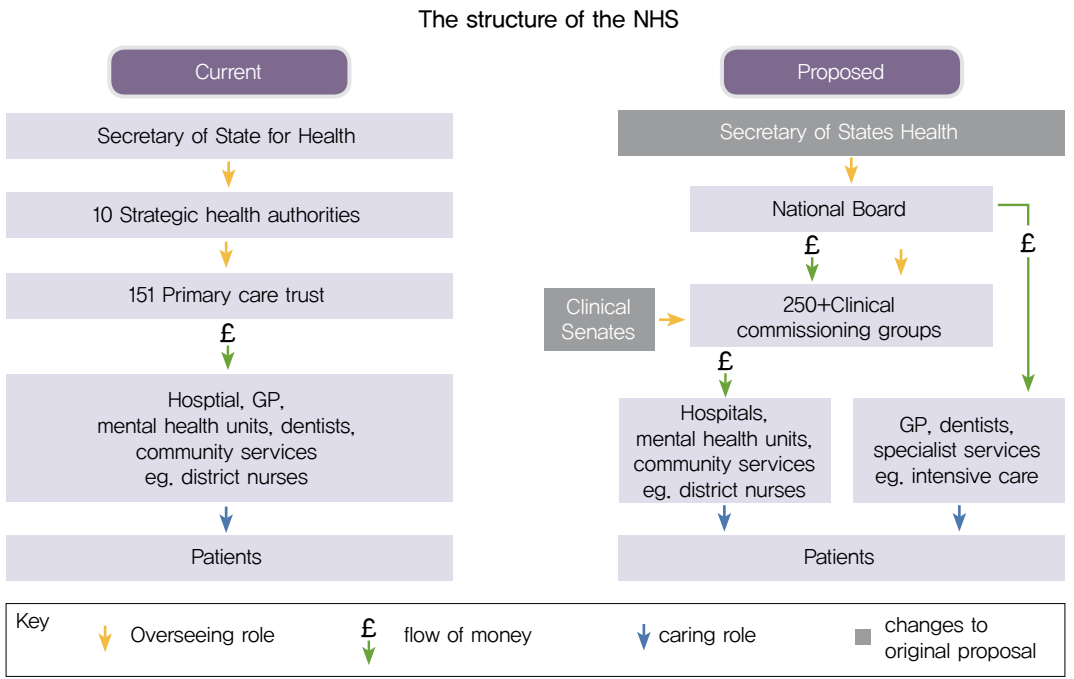 The structure of the NHS
Current
Secretary of State for Health
10 Strategic health authorities
151 Primary care trust
£
Hosptial, GP,
mental health units, dentists,
community services
eg. district nurses
Patients
Proposed
Secretary of States Health
National Board
£
£
Clinical
Senates
250+Clinical
commissioning groups
£
Hospitals,
mental health units,
community services
eg. district nurses
GP, dentists,
specialist services
eg. intensive care
Patients
Key
Overseeing role
£
flow of money
caring role
changes to
original proposal